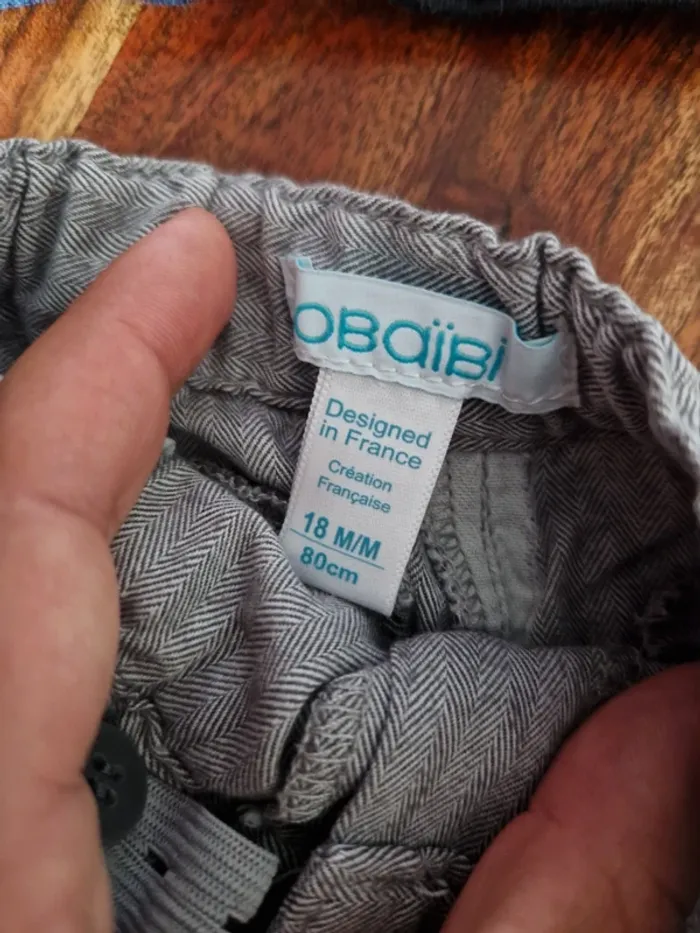 OBaïBi
Designed
in France
Création
Française
18 M/M
80cm